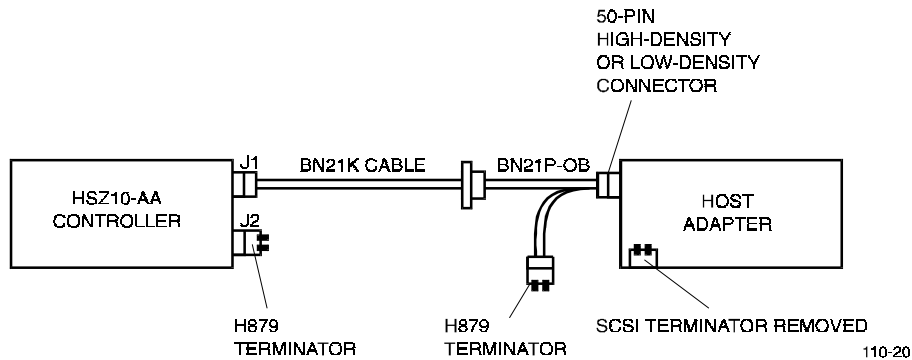 50-PIN
HIGH-DENSITY
OR LOW-DENSITY
CONNECTOR
J1
BN21K CABLE
BN21P-OB
HSZ10-AA
CONTROLLER
J2
HOST
ADAPTER
H879
TERMINATOR
H879
TERMINATOR
SCSI TERMINATOR REMOVED
110-20